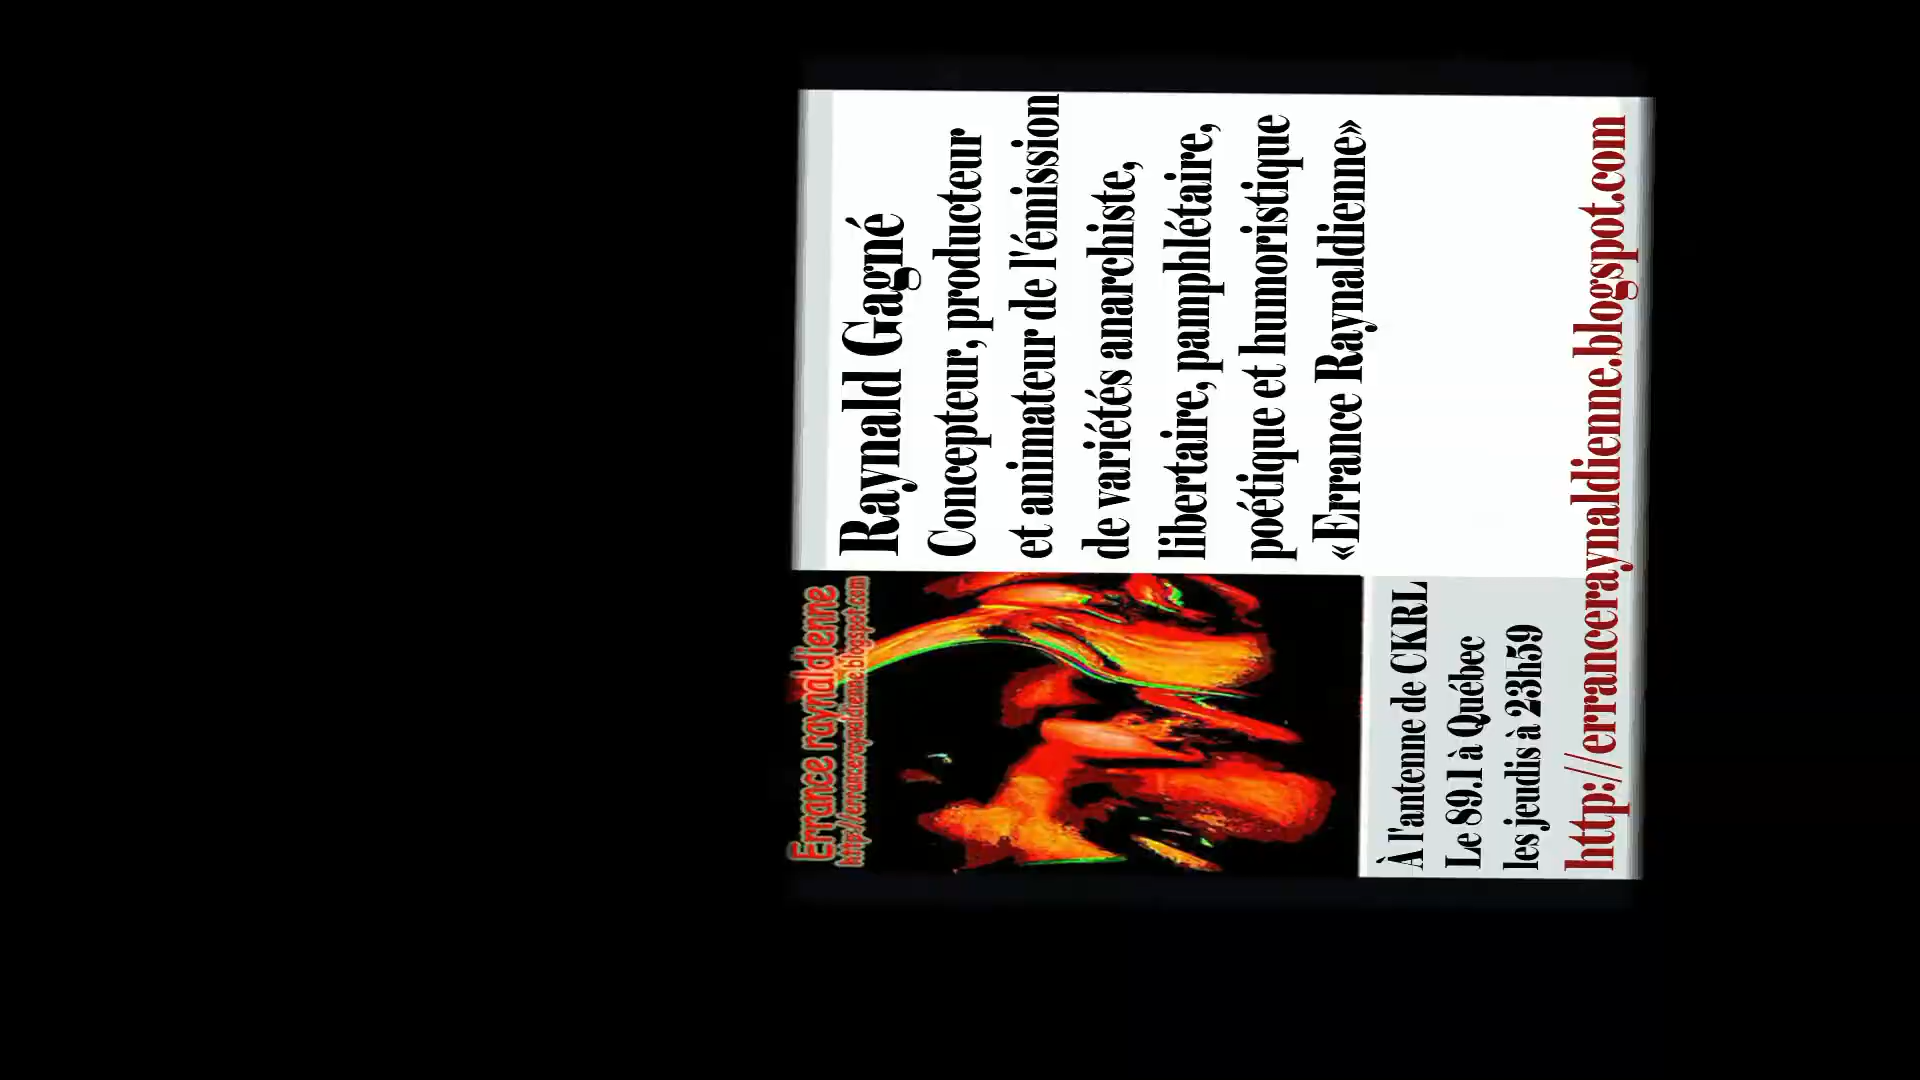 Raynald Gagné
Concepteur, producteur
et animateur de l'émission
de variétés anarchiste,
libertaire, pamphlétaire,
poétique et humoristique
«Errance Raynaldienne»
Errance raynaldienne
http://erranceraynaldienne.blogspot.com
À l'antenne de CKRL
Le 89.1 à Québec
les jeudis à 23h59
http://erranceraynaldienne.blogspot.com